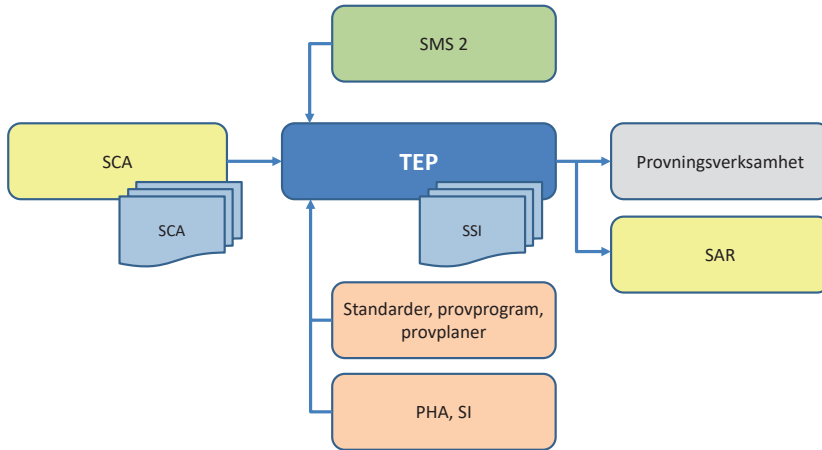 SMS 2
SCA
TEP
Provningsverksamhet
SCA
SSI
SAR
Standarder, provprogram,
provplaner
PHA, SI